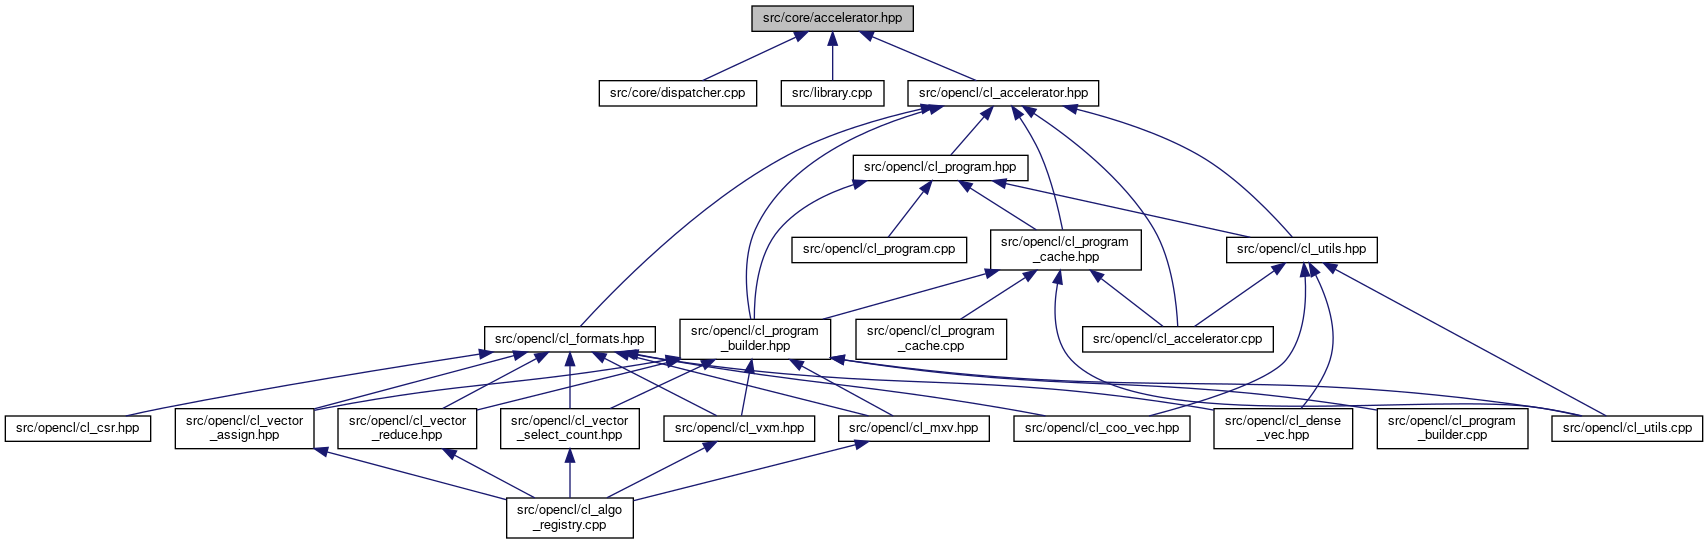 src/core/accelerator.hpp
src/core/dispatcher.cpp
src/library.cpp
src/opencl/cl_accelerator.hpp
src/opencl/cl_program.hpp
src/opencl/cl_program.cpp
src/opencl/cl_program
_cache.hpp
src/opencl/cl_utils.hpp
src/opencl/cl_formats.hpp
src/opencl/cl_program
_builder.hpp
src/opencl/cl_program
_cache.cpp
src/opencl/cl_accelerator.cpp
src/opencl/cl_csr.hpp
src/opencl/cl_vector
_assign.hpp
src/opencl/cl_vector
_reduce.hpp
src/opencl/cl_vector
_select_count.hpp
src/opencl/cl_vxm.hpp
src/opencl/cl_mxv.hpp
src/opencl/cl_coo_vec.hpp
src/opencl/cl_dense
_vec.hpp
src/opencl/cl_program
_builder.cpp
src/opencl/cl_utils.cpp
src/opencl/cl_algo
_registry.cpp